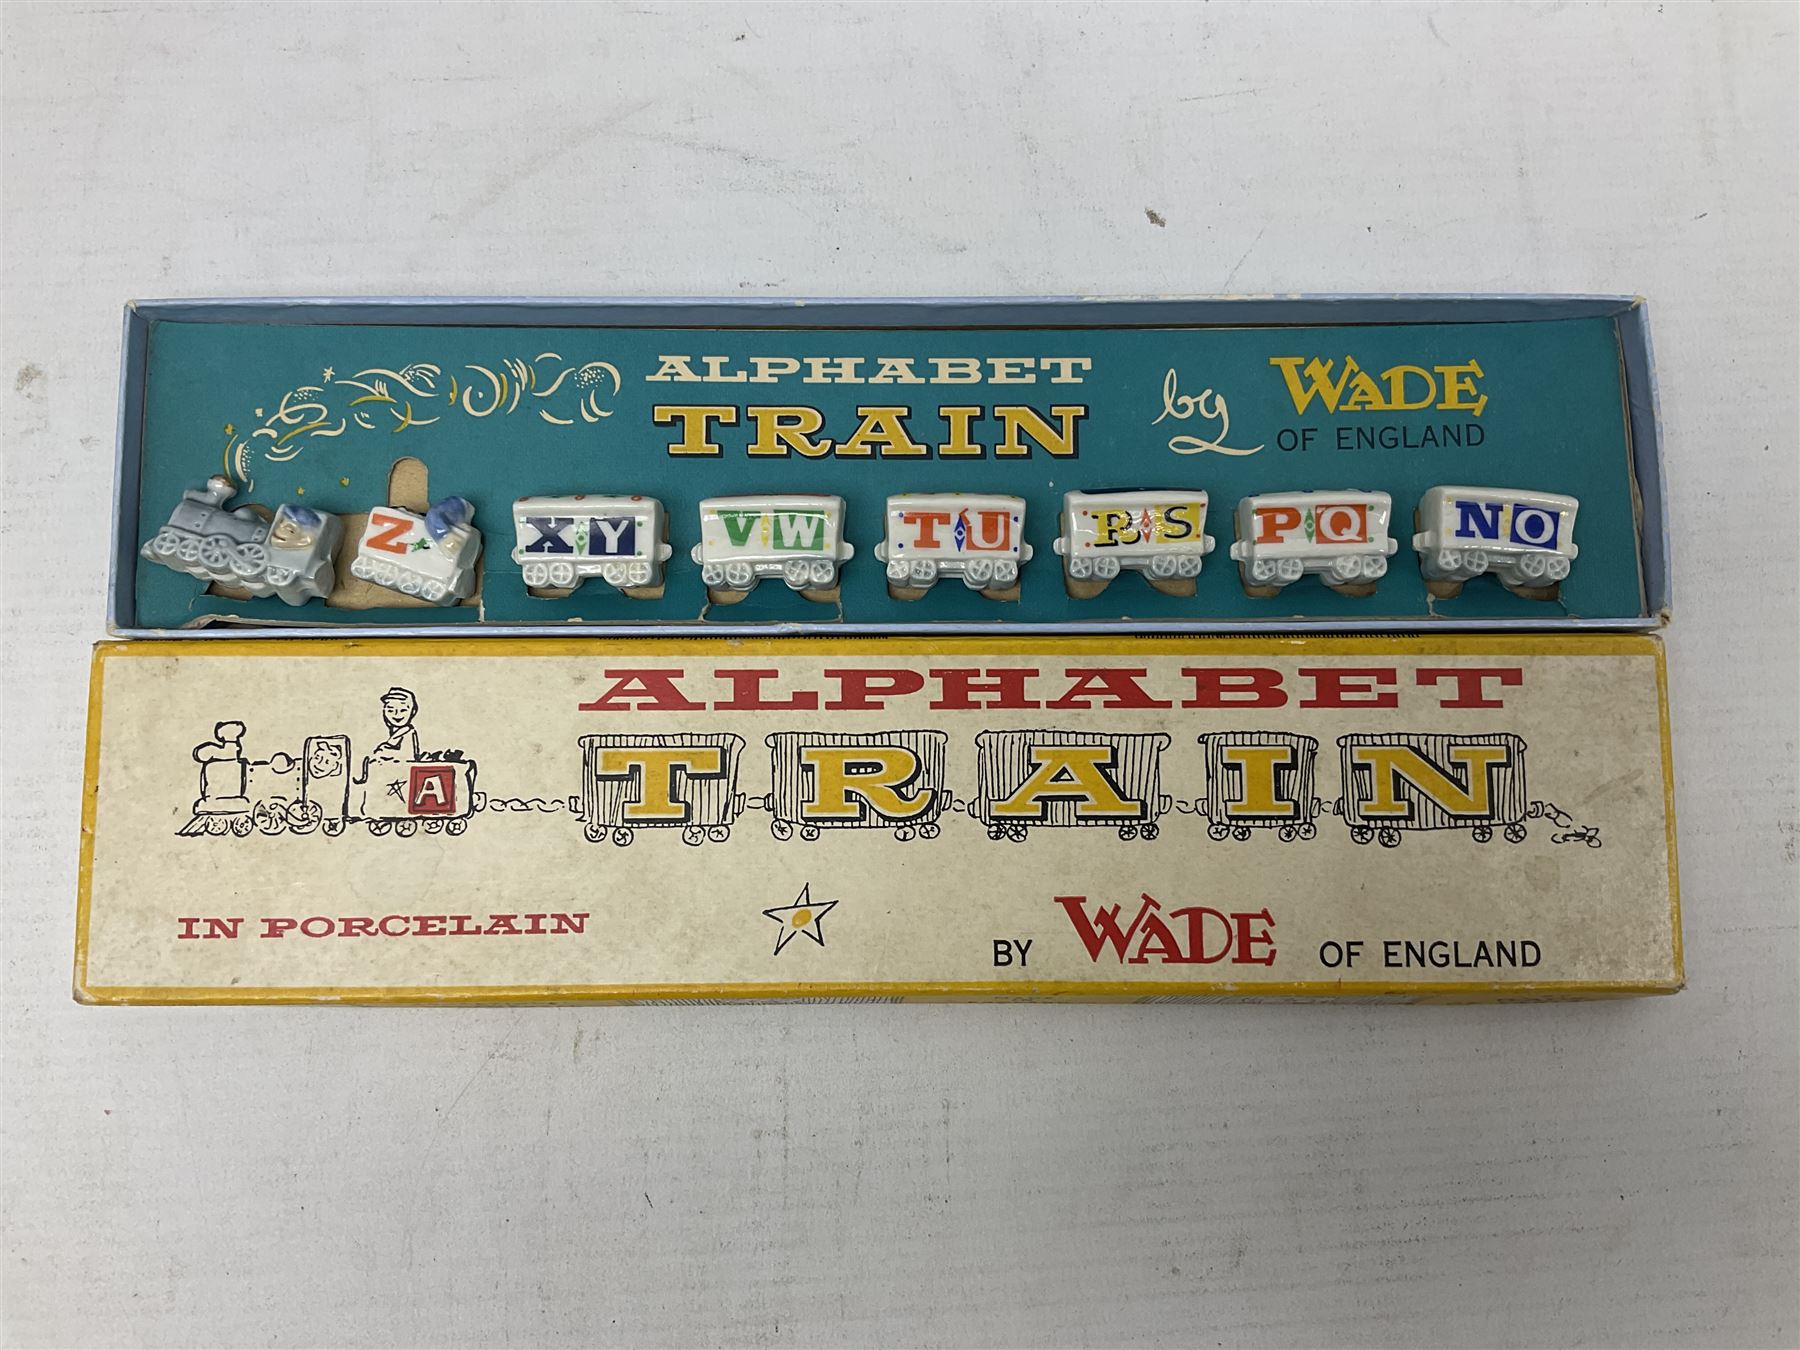 ALPHABET
TRAIN
by WADE
OF ENGLAND
Z XY VW TU RS PQ NO
ALPHABET
A TRAIN
IN PORCELAIN
BY WADE OF ENGLAND